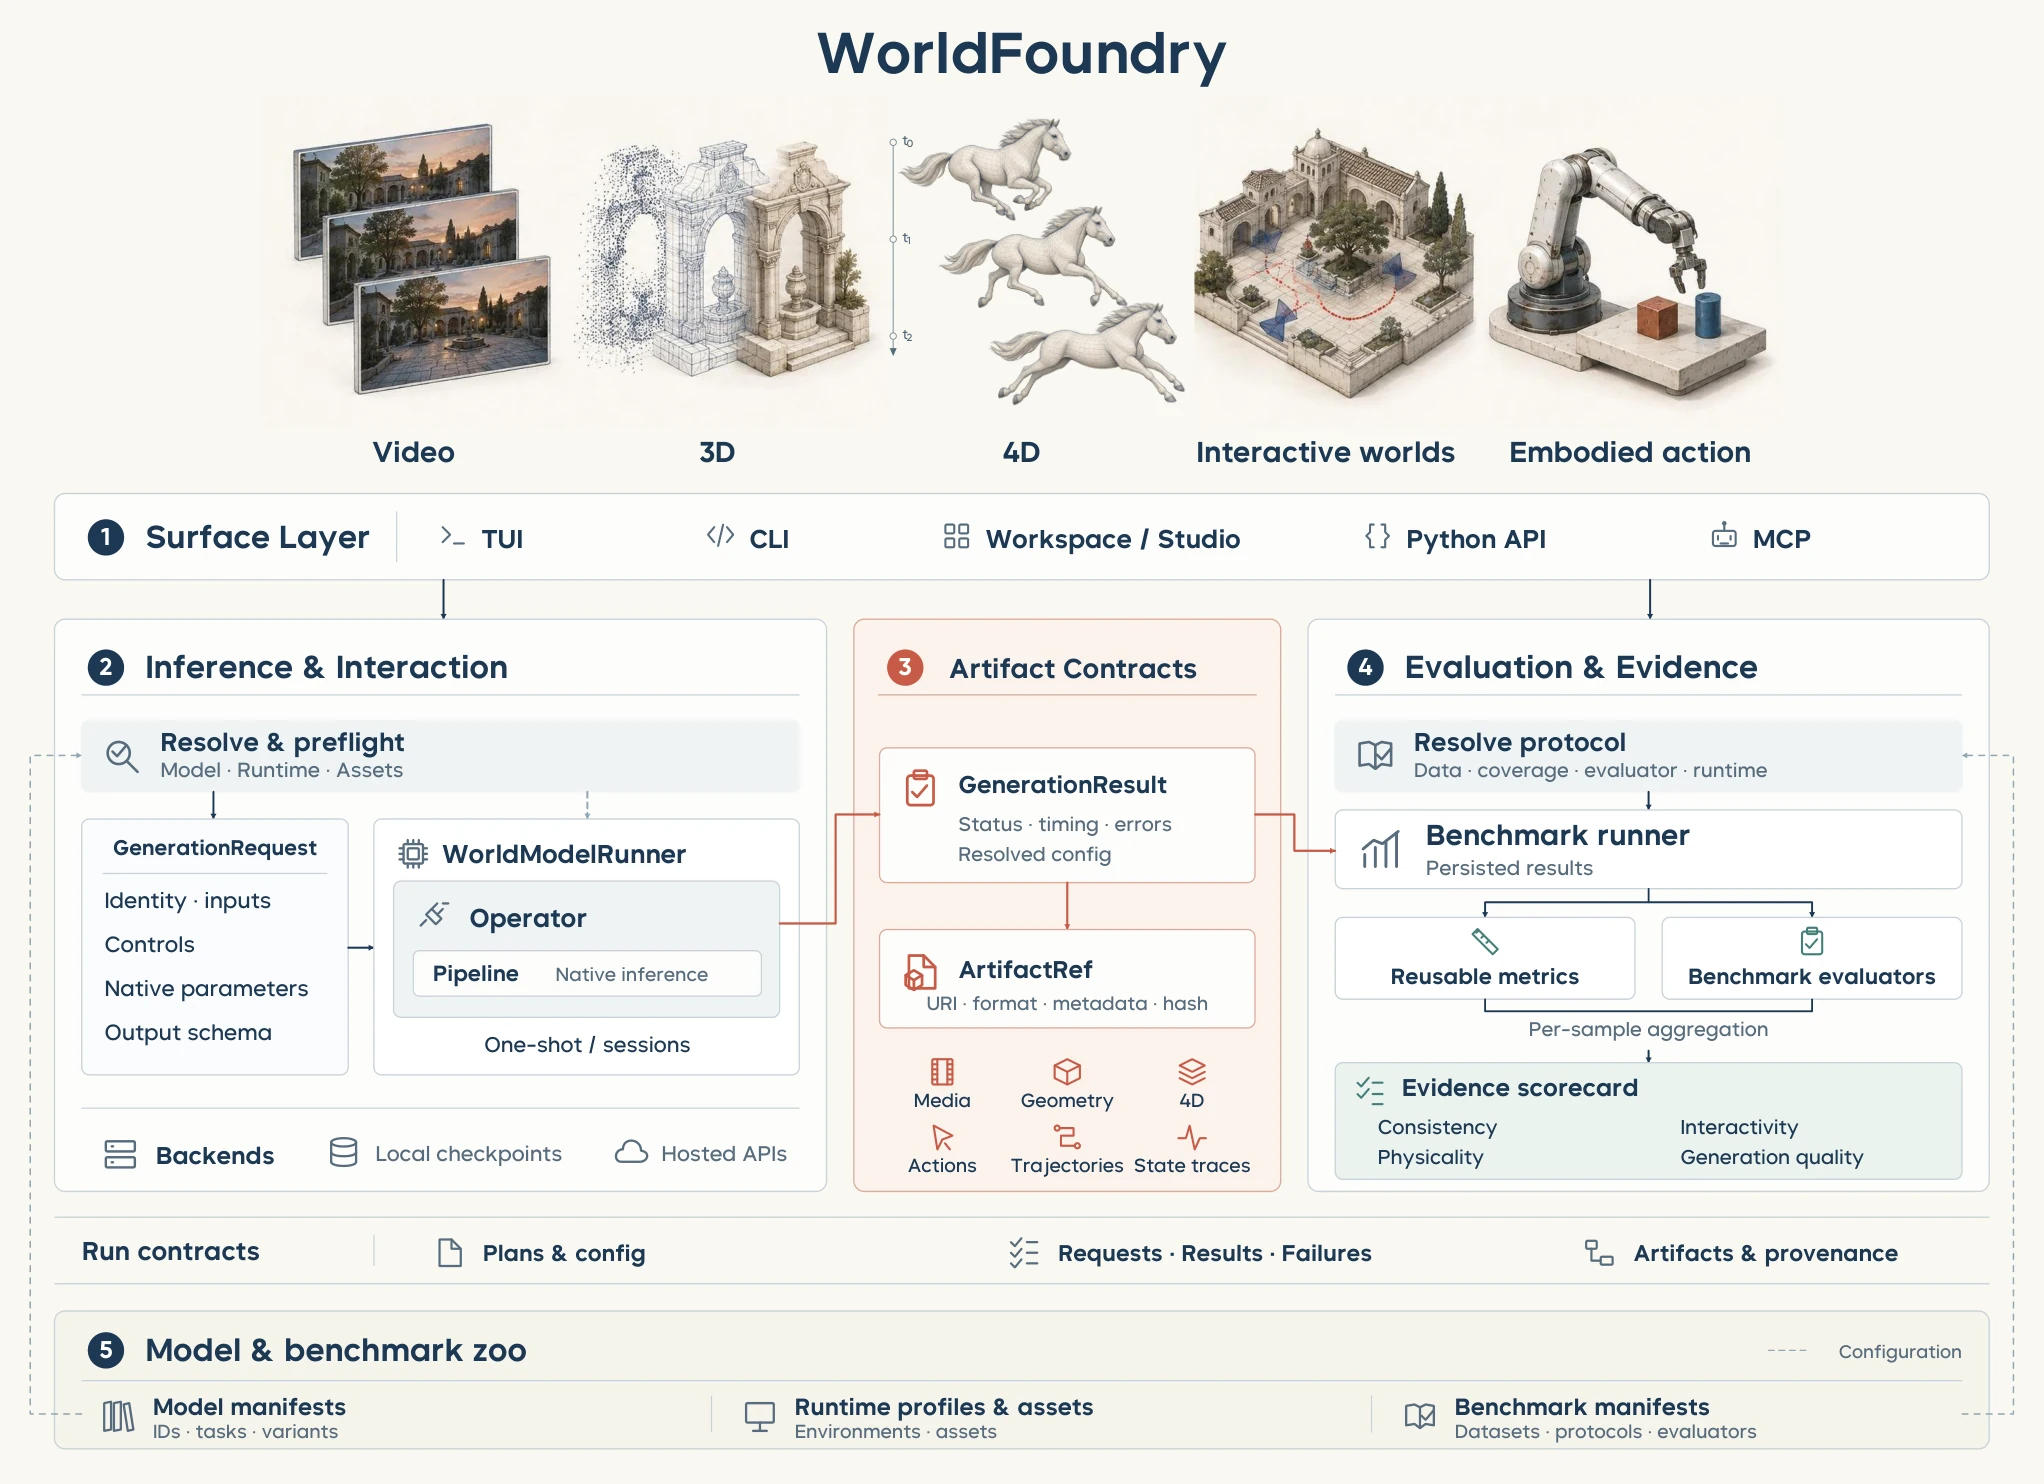 WorldFoundry
t₀
t₁
t₂
Video
3D
4D
Interactive worlds
Embodied action
1 Surface Layer
>_ TUI
</> CLI
Workspace / Studio
{} Python API
MCP
2 Inference & Interaction
Resolve & preflight
Model · Runtime · Assets
GenerationRequest
Identity · inputs
Controls
Native parameters
Output schema
WorldModelRunner
Operator
Pipeline Native inference
One-shot / sessions
Backends
Local checkpoints
Hosted APIs
3 Artifact Contracts
GenerationResult
Status · timing · errors
Resolved config
ArtifactRef
URI · format · metadata · hash
Media
Geometry
4D
Actions
Trajectories
State traces
4 Evaluation & Evidence
Resolve protocol
Data · coverage · evaluator · runtime
Benchmark runner
Persisted results
Reusable metrics
Benchmark evaluators
Per-sample aggregation
Evidence scorecard
Consistency
Interactivity
Physicality
Generation quality
Run contracts
Plans & config
Requests · Results · Failures
Artifacts & provenance
5 Model & benchmark zoo
Configuration
Model manifests
IDs · tasks · variants
Runtime profiles & assets
Environments · assets
Benchmark manifests
Datasets · protocols · evaluators